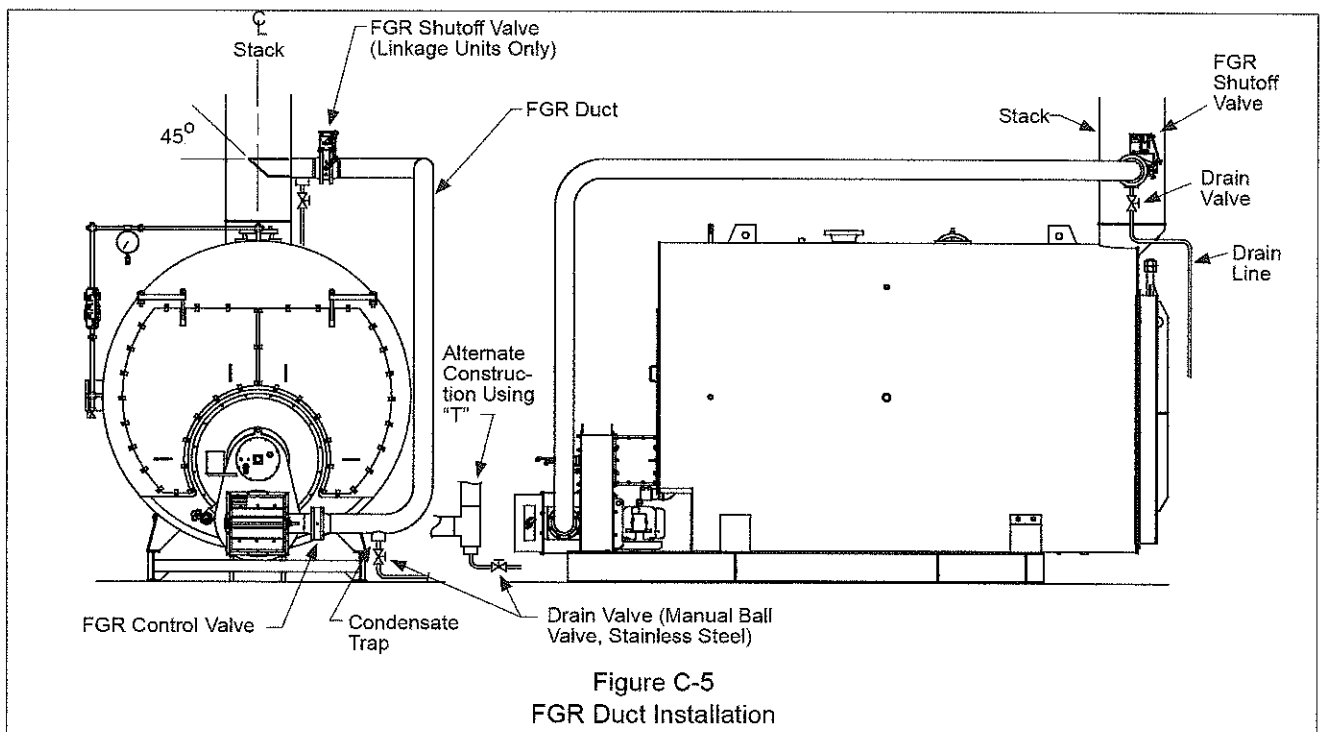 ℄
Stack
FGR Shutoff Valve
(Linkage Units Only)
FGR Duct
45°
Stack
FGR
Shutoff
Valve
Drain
Valve
Drain
Line
Alternate
Construc-
tion Using
"T"
FGR Control Valve
Condensate
Trap
Drain Valve (Manual Ball
Valve, Stainless Steel)
Figure C-5
FGR Duct Installation